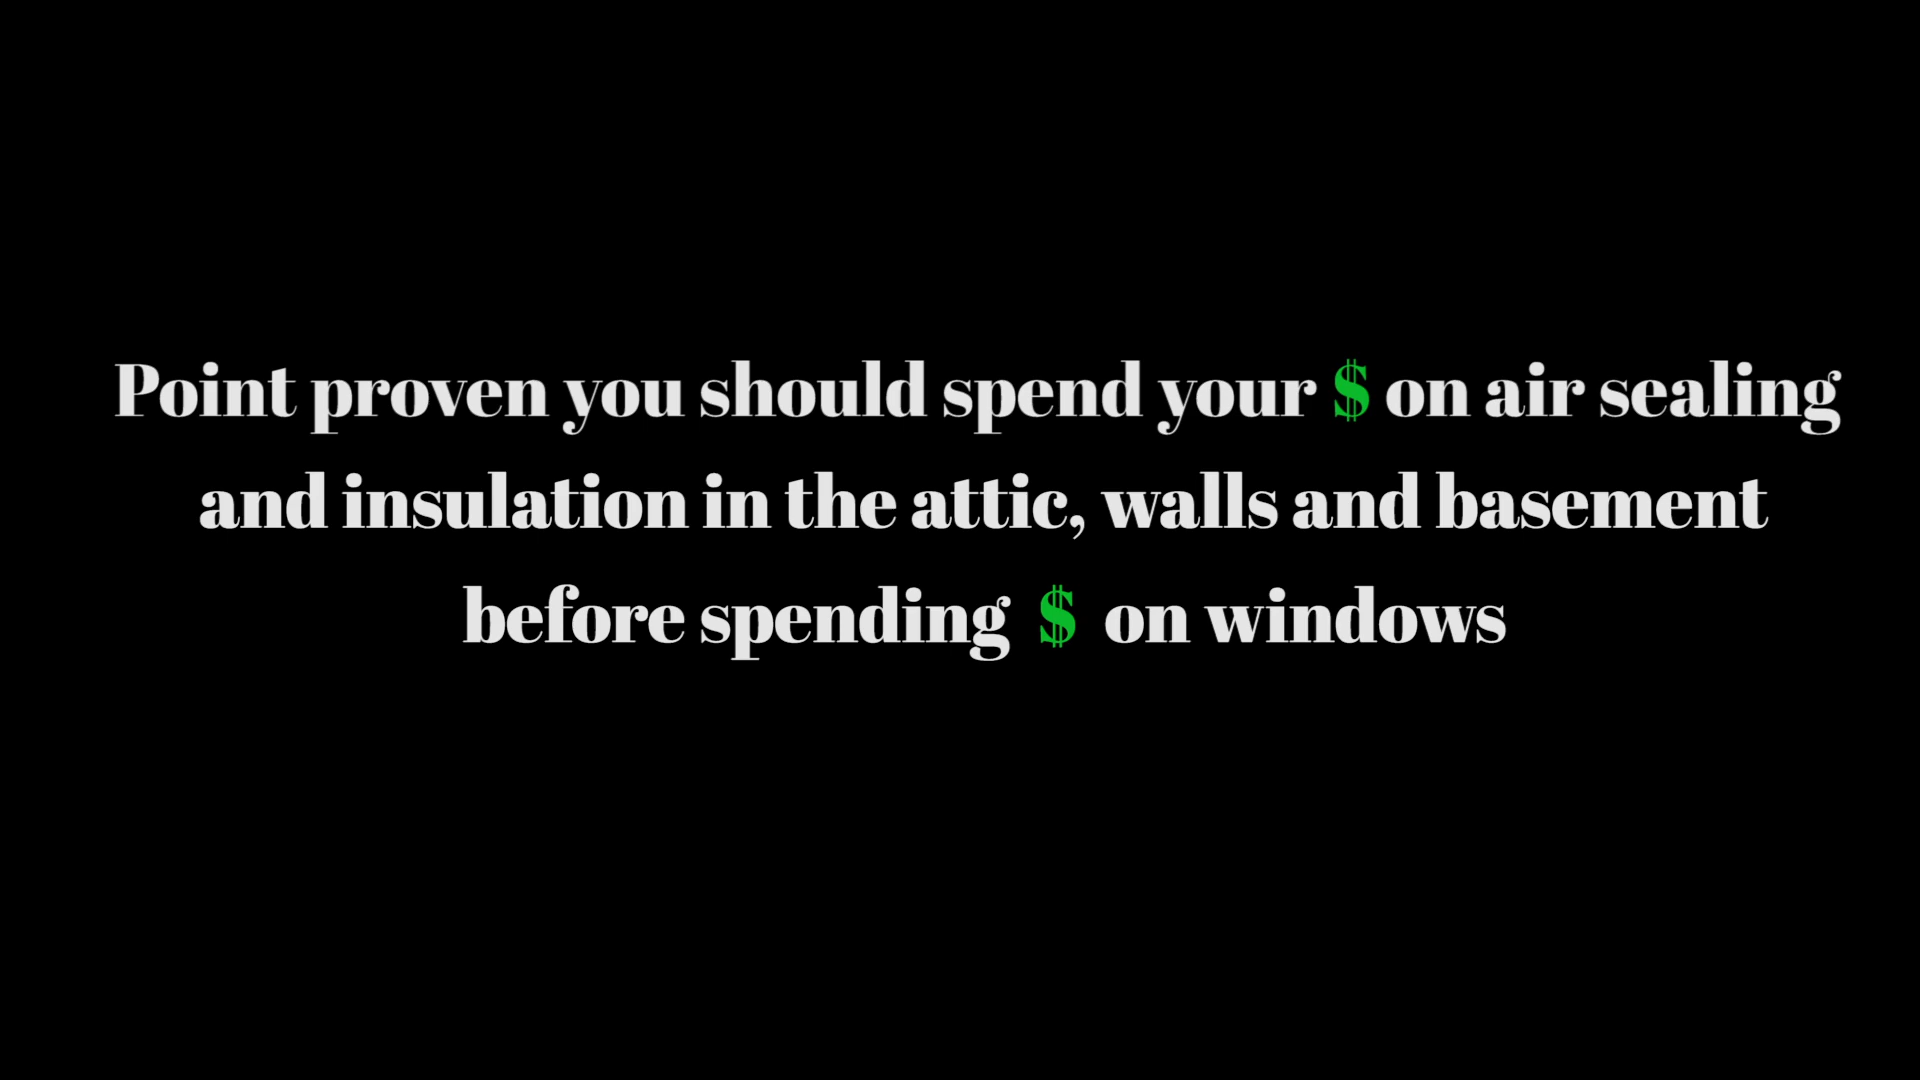 Point proven you should spend your $ on air sealing
and insulation in the attic, walls and basement
before spending $ on windows